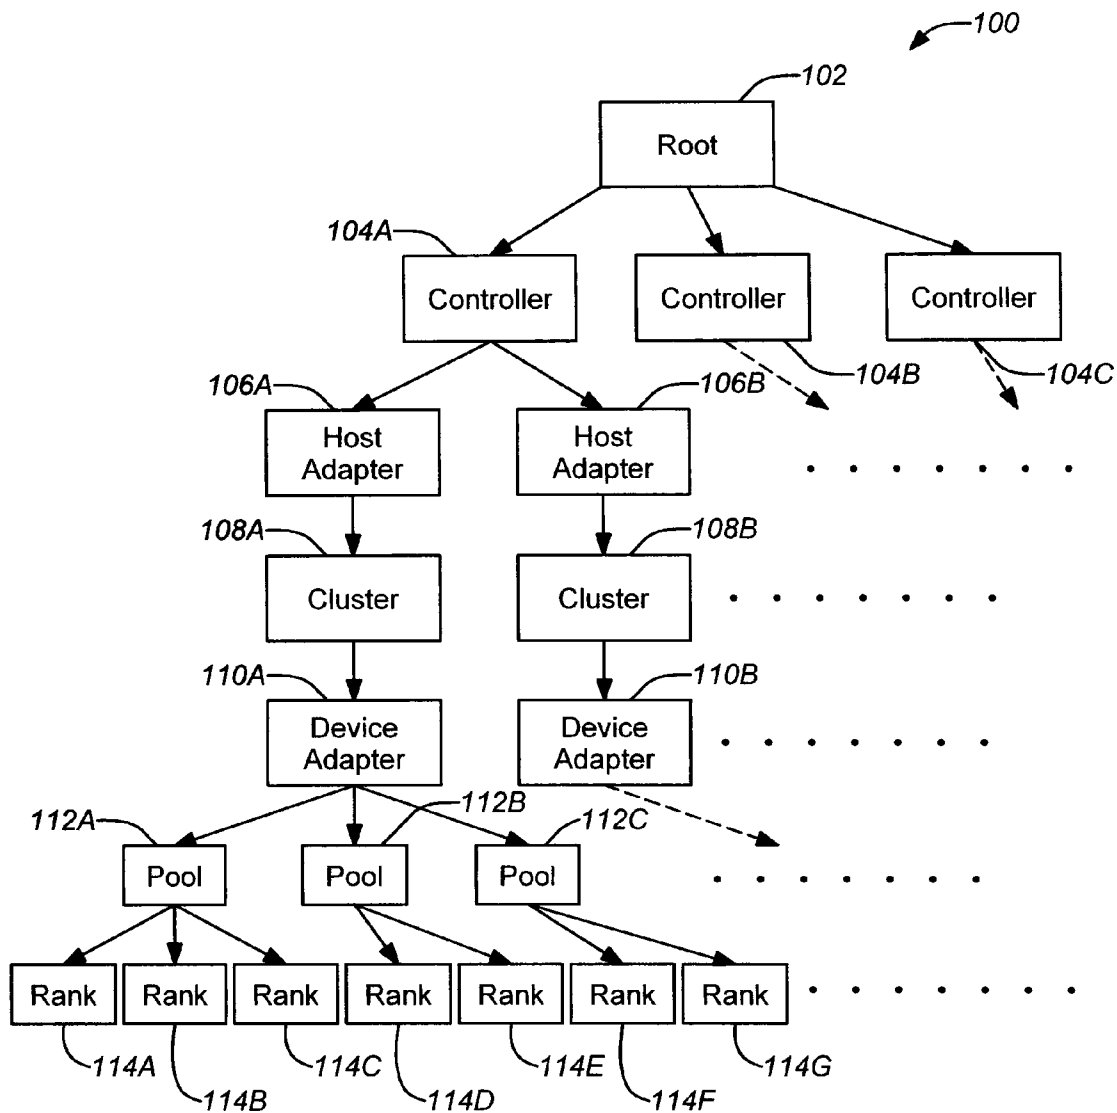 100
102
Root
104A
Controller
Controller
Controller
106A
106B
104B
104C
Host
Adapter
Host
Adapter
108A
108B
Cluster
Cluster
110A
110B
Device
Adapter
Device
Adapter
112A
112B
112C
Pool
Pool
Pool
Rank
Rank
Rank
Rank
Rank
Rank
Rank
114A
114B
114C
114D
114E
114F
114G